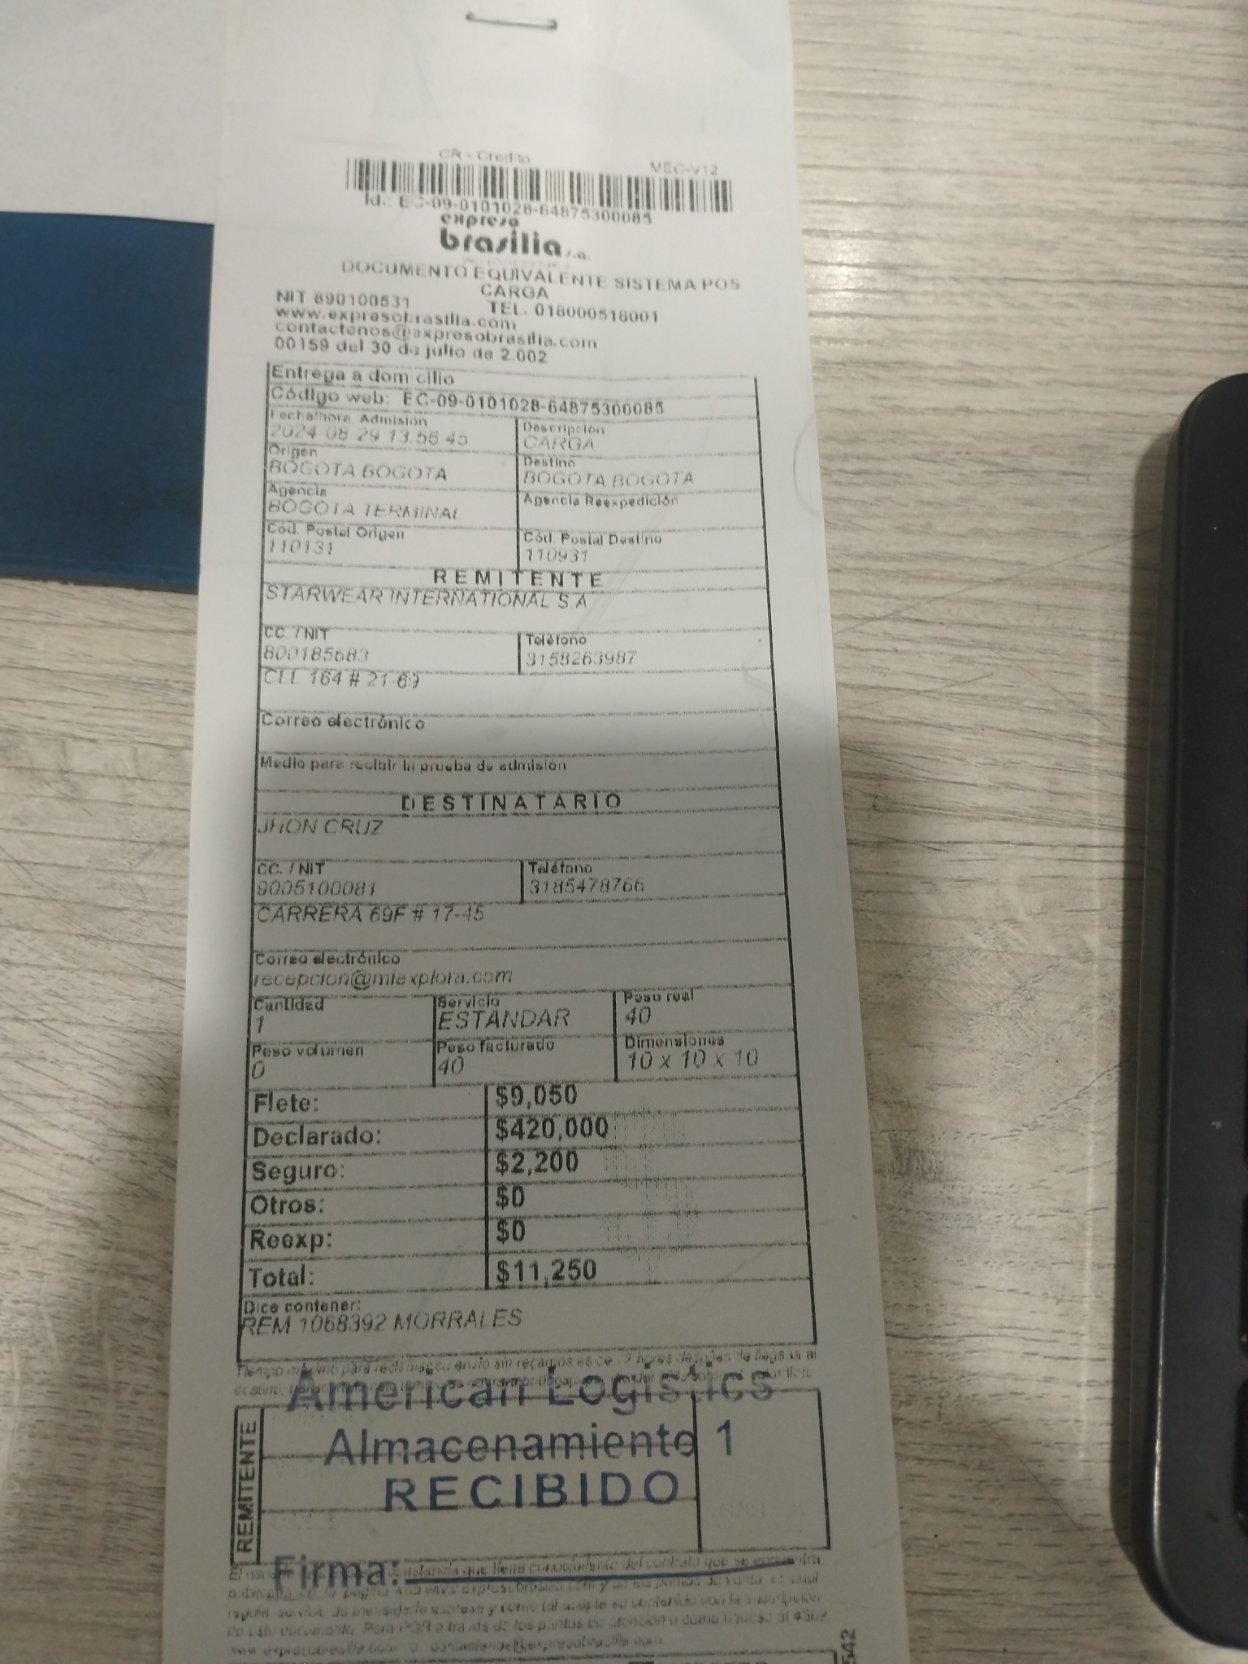 CR - Credito MEC-V12
Id.: EC-09-0101028-64875300085
expreso
brasilia s.a.
DOCUMENTO EQUIVALENTE SISTEMA POS
CARGA
NIT 890100531 TEL. 018000518001
www.expresobrasilia.com
contactenos@expresobrasilia.com
00159 del 30 de julio de 2.002
Entrega a domicilio
Código web: EC-09-0101028-64875300085
Fecha/hora Admisión Descripción
2024 08 29 13:56:45 CARGA
Origen Destino
BOGOTA BOGOTA BOGOTA BOGOTA
Agencia Agencia Reexpedición
BOGOTA TERMINAL
Cód. Postal Origen Cód. Postal Destino
110131 110931
REMITENTE
STARWEAR INTERNATIONAL S.A
CC. / NIT Teléfono
800185683 3158263987
CLL 164 # 21-69
Correo electrónico
Medio para recibir la prueba de admisión
DESTINATARIO
JHON CRUZ
CC. / NIT Teléfono
9005100081 3185478766
CARRERA 69F # 17-45
Correo electrónico
recepcion@miexplora.com
Cantidad Servicio Peso real
1 ESTANDAR 40
Peso volumen Peso facturado Dimensiones
0 40 10 x 10 x 10
Flete: $9,050
Declarado: $420,000
Seguro: $2,200
Otros: $0
Reexp: $0
Total: $11,250
Dice contener:
REM 1068392 MORRALES
American Logistics
Almacenamiento 1
RECIBIDO
REMITENTE
Firma:
542